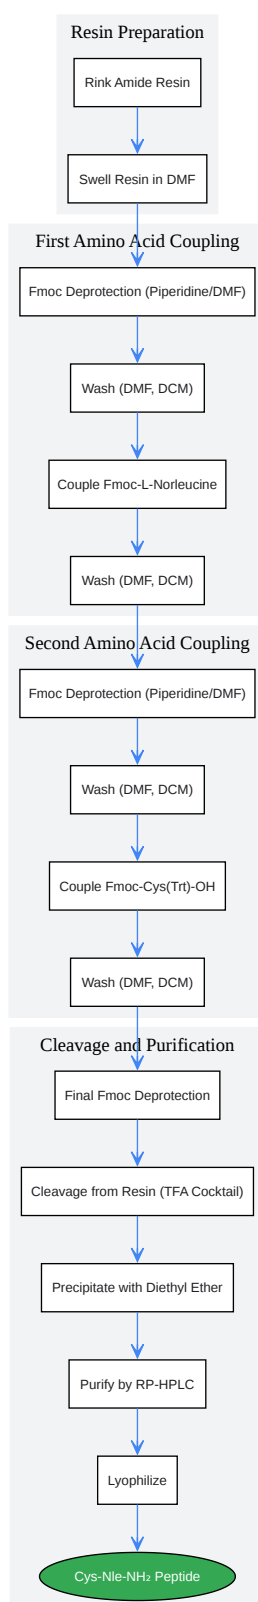 Resin Preparation
Rink Amide Resin
Swell Resin in DMF
First Amino Acid Coupling
Fmoc Deprotection (Piperidine/DMF)
Wash (DMF, DCM)
Couple Fmoc-L-Norleucine
Wash (DMF, DCM)
Second Amino Acid Coupling
Fmoc Deprotection (Piperidine/DMF)
Wash (DMF, DCM)
Couple Fmoc-Cys(Trt)-OH
Wash (DMF, DCM)
Cleavage and Purification
Final Fmoc Deprotection
Cleavage from Resin (TFA Cocktail)
Precipitate with Diethyl Ether
Purify by RP-HPLC
Lyophilize
Cys-Nle-NH₂ Peptide